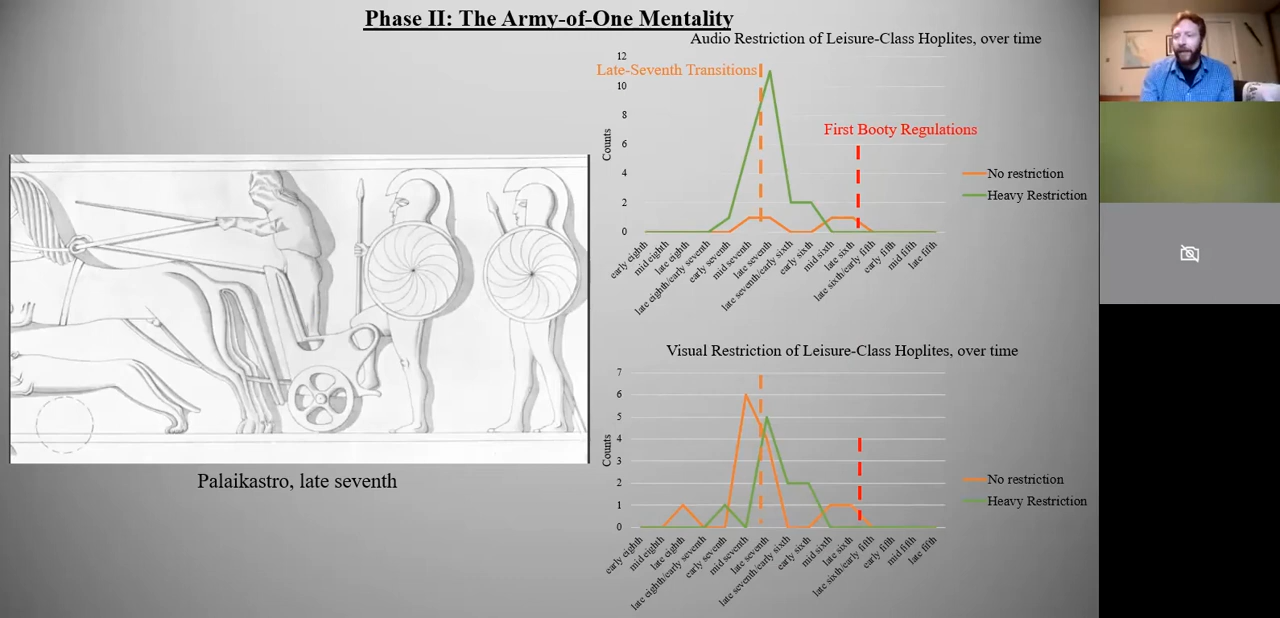 Phase II: The Army-of-One Mentality
Audio Restriction of Leisure-Class Hoplites, over time
12
10
8
6
4
2
0
Counts
Late-Seventh Transitions
First Booty Regulations
No restriction
Heavy Restriction
early eighth
mid eighth
late eighth
late eighth/early seventh
early seventh
mid seventh
late seventh
late seventh/early sixth
early sixth
mid sixth
late sixth
late sixth/early fifth
early fifth
mid fifth
late fifth
Palaikastro, late seventh
Visual Restriction of Leisure-Class Hoplites, over time
7
6
5
4
3
2
1
0
Counts
No restriction
Heavy Restriction
early eighth
mid eighth
late eighth
late eighth/early seventh
early seventh
mid seventh
late seventh
late seventh/early sixth
early sixth
mid sixth
late sixth
late sixth/early fifth
early fifth
mid fifth
late fifth